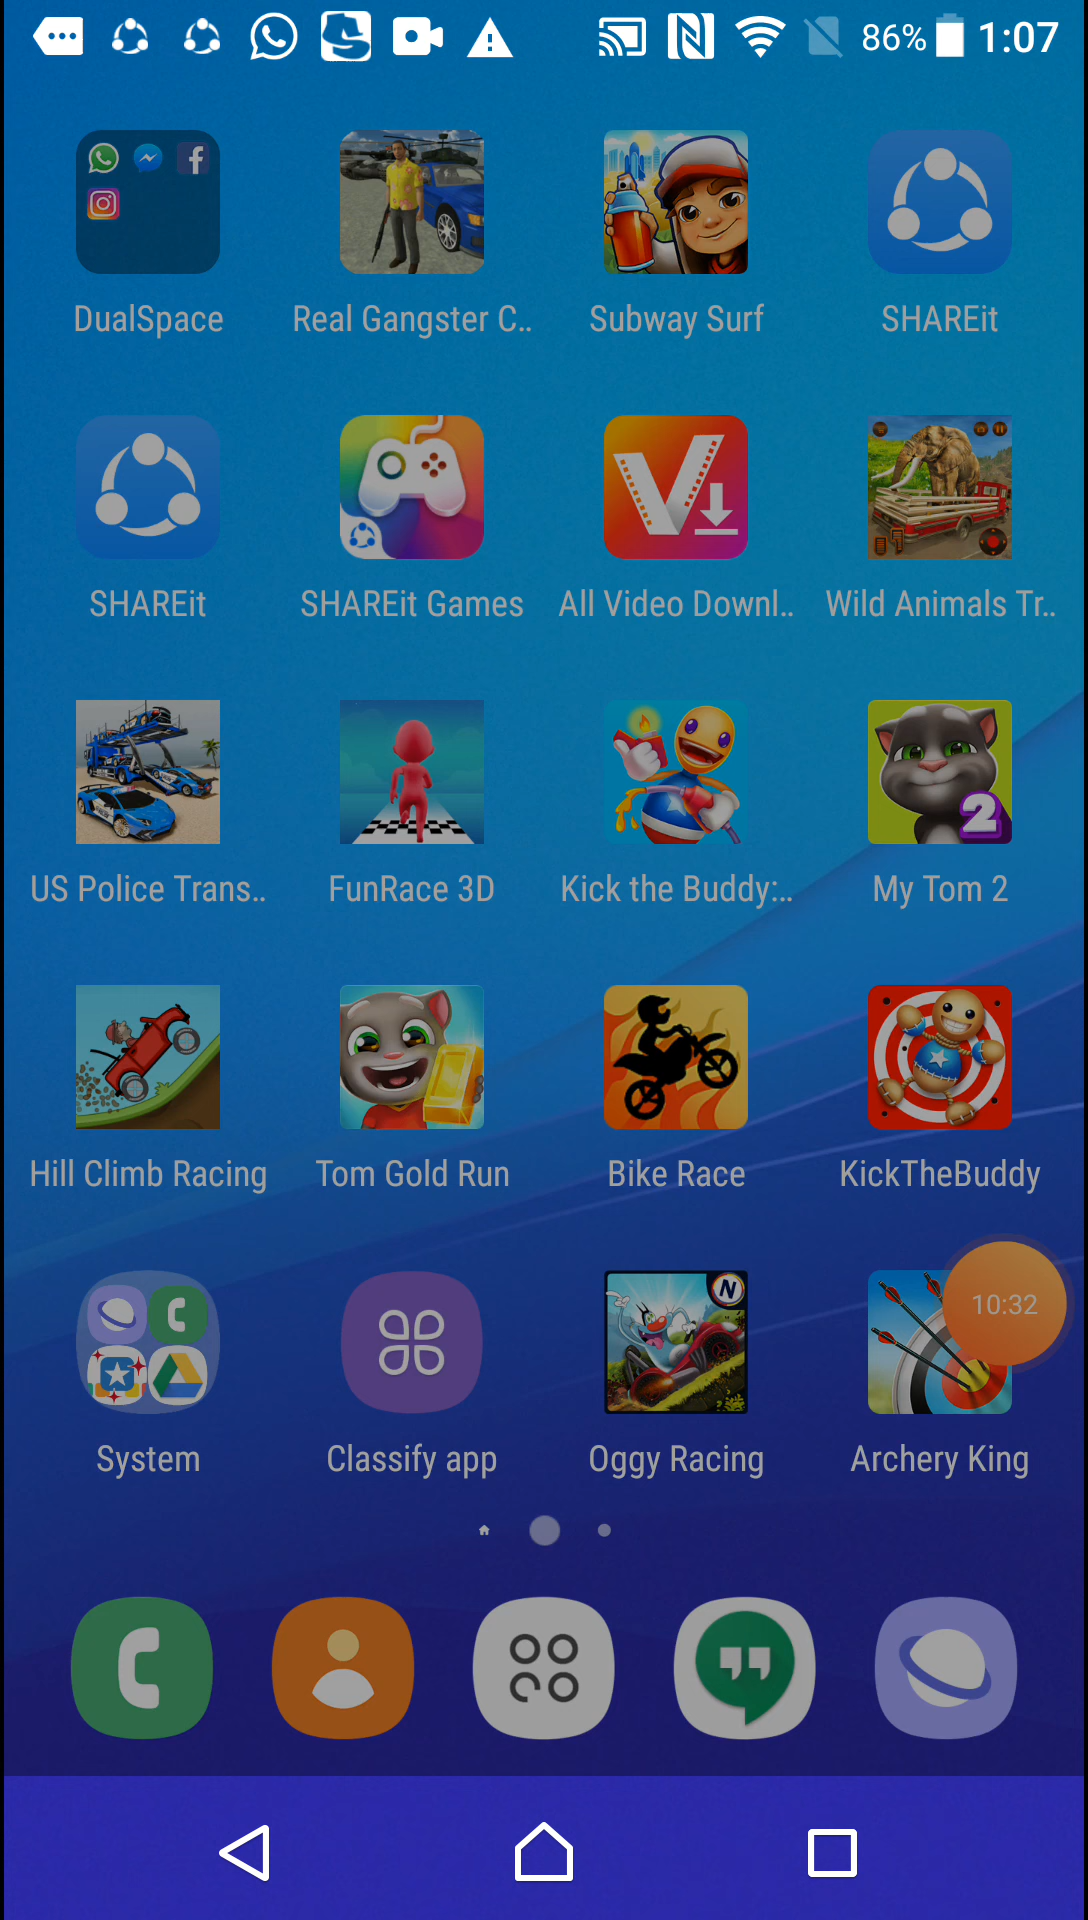 86% 1:07
DualSpace
Real Gangster C..
Subway Surf
SHAREit
SHAREit
SHAREit Games
All Video Downl..
Wild Animals Tr..
US Police Trans..
FunRace 3D
Kick the Buddy:..
2
My Tom 2
Hill Climb Racing
Tom Gold Run
Bike Race
KickTheBuddy
N
10:32
System
Classify app
Oggy Racing
Archery King